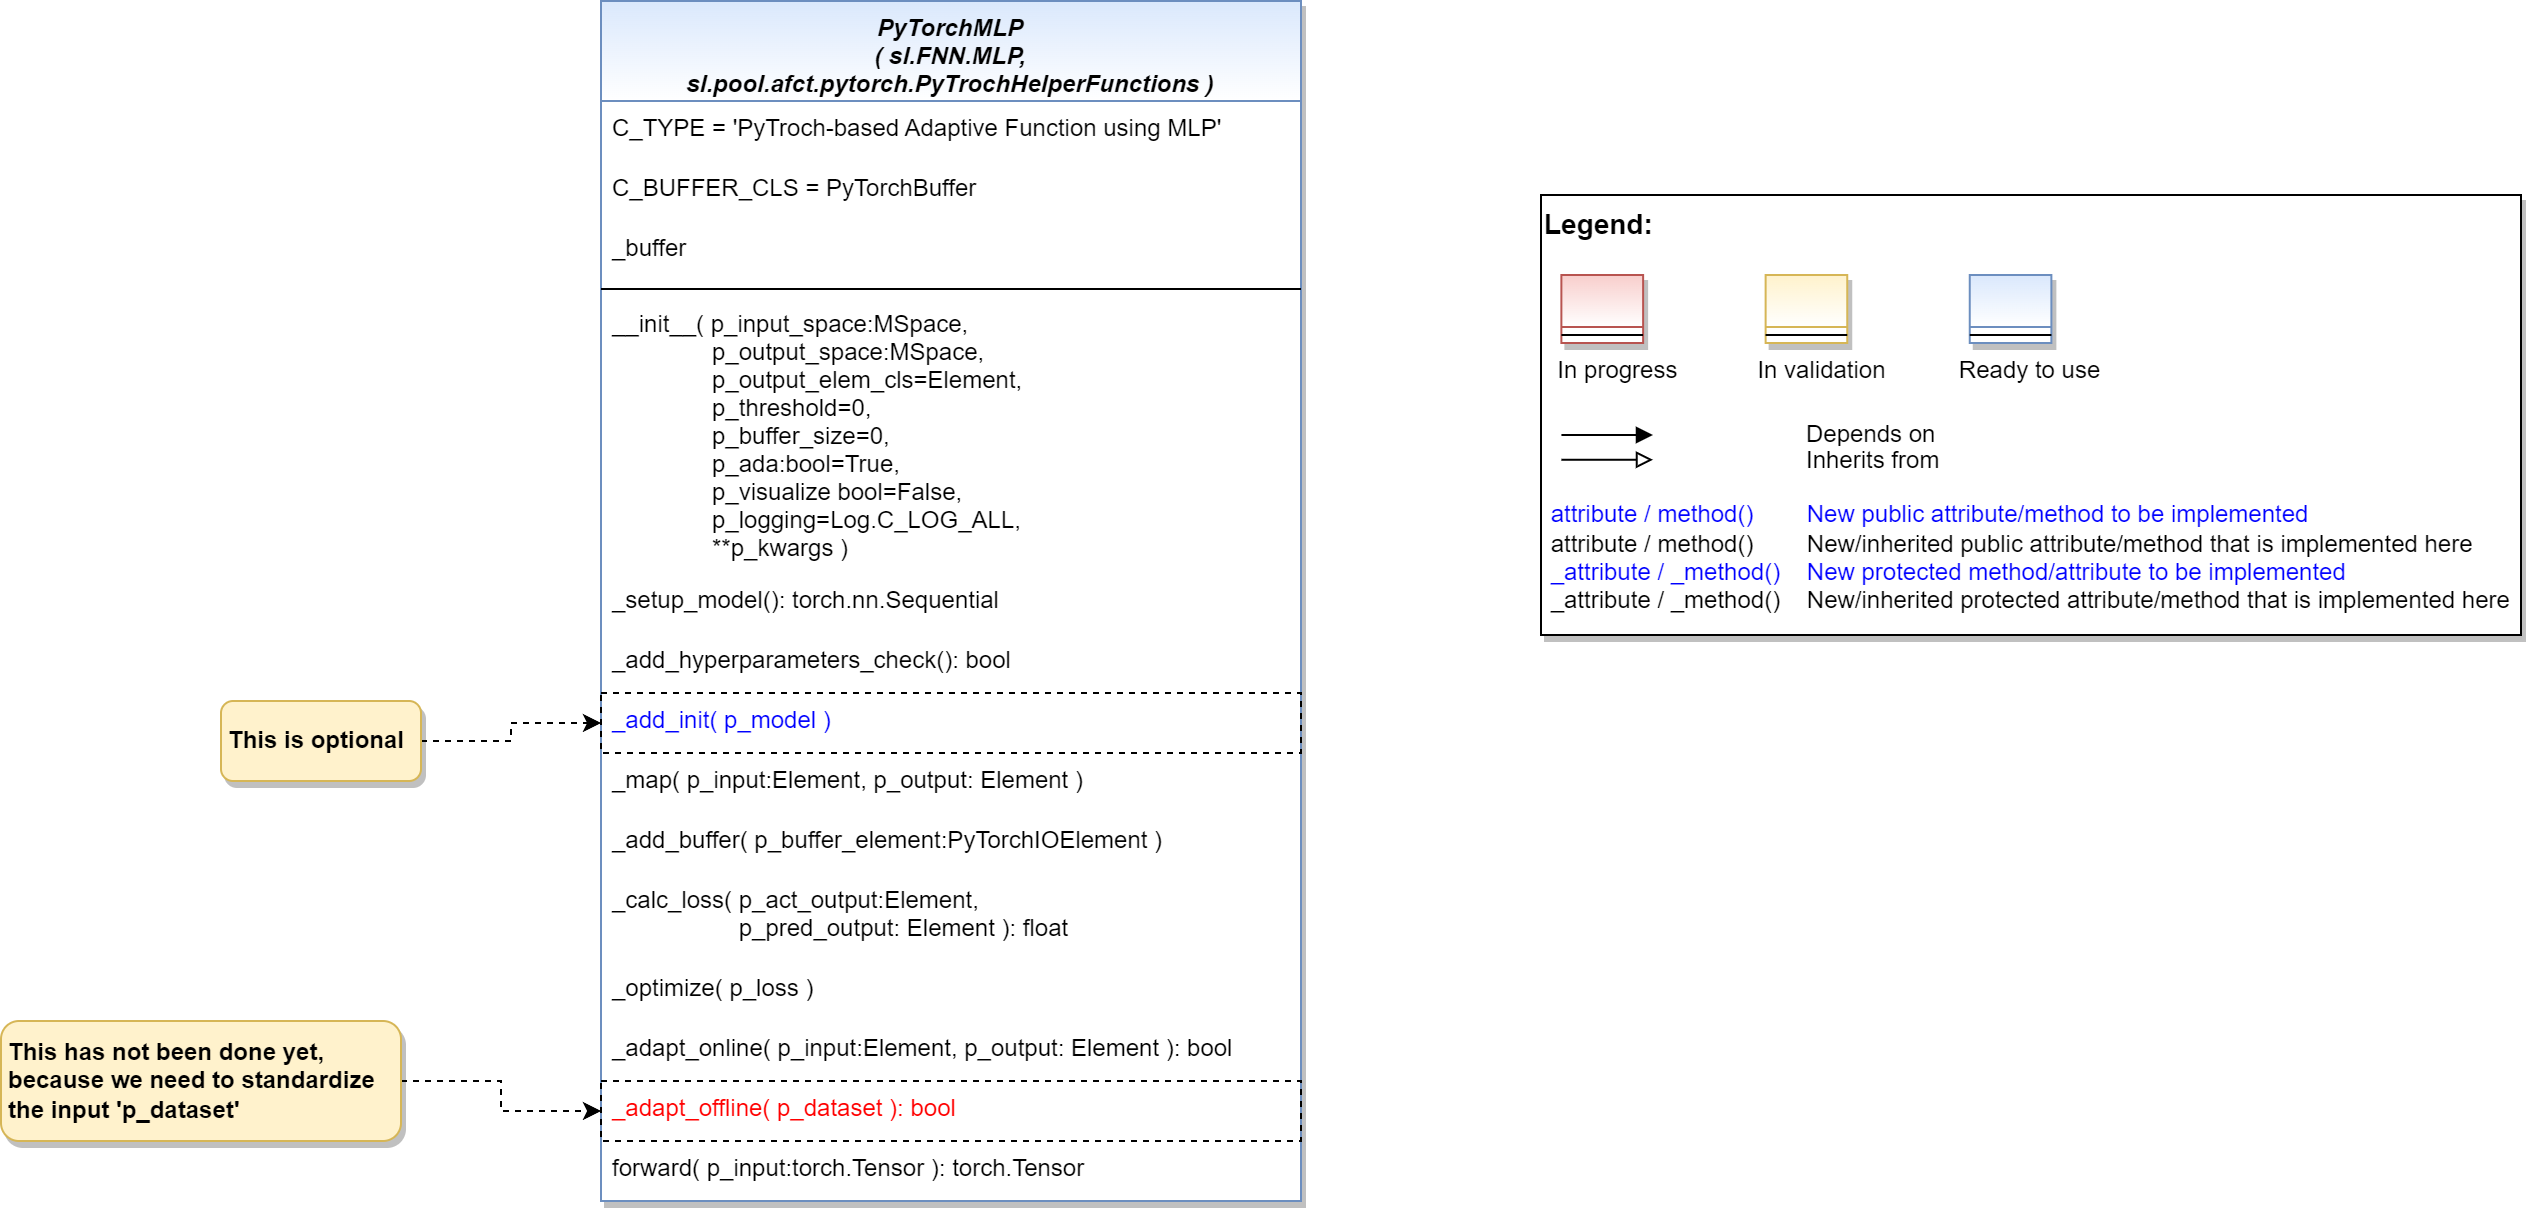 PyTorchMLP
( sl.FNN.MLP,
sl.pool.afct.pytorch.PyTrochHelperFunctions )
C_TYPE = 'PyTroch-based Adaptive Function using MLP'
C_BUFFER_CLS = PyTorchBuffer
_buffer
__init__( p_input_space:MSpace,
p_output_space:MSpace,
p_output_elem_cls=Element,
p_threshold=0,
p_buffer_size=0,
p_ada:bool=True,
p_visualize bool=False,
p_logging=Log.C_LOG_ALL,
**p_kwargs )
_setup_model(): torch.nn.Sequential
_add_hyperparameters_check(): bool
This is optional
_add_init( p_model )
_map( p_input:Element, p_output: Element )
_add_buffer( p_buffer_element:PyTorchIOElement )
_calc_loss( p_act_output:Element,
p_pred_output: Element ): float
_optimize( p_loss )
_adapt_online( p_input:Element, p_output: Element ): bool
This has not been done yet,
because we need to standardize
the input 'p_dataset'
_adapt_offline( p_dataset ): bool
forward( p_input:torch.Tensor ): torch.Tensor
Legend:
In progress In validation Ready to use
Depends on
Inherits from
attribute / method() New public attribute/method to be implemented
attribute / method() New/inherited public attribute/method that is implemented here
_attribute / _method() New protected method/attribute to be implemented
_attribute / _method() New/inherited protected attribute/method that is implemented here